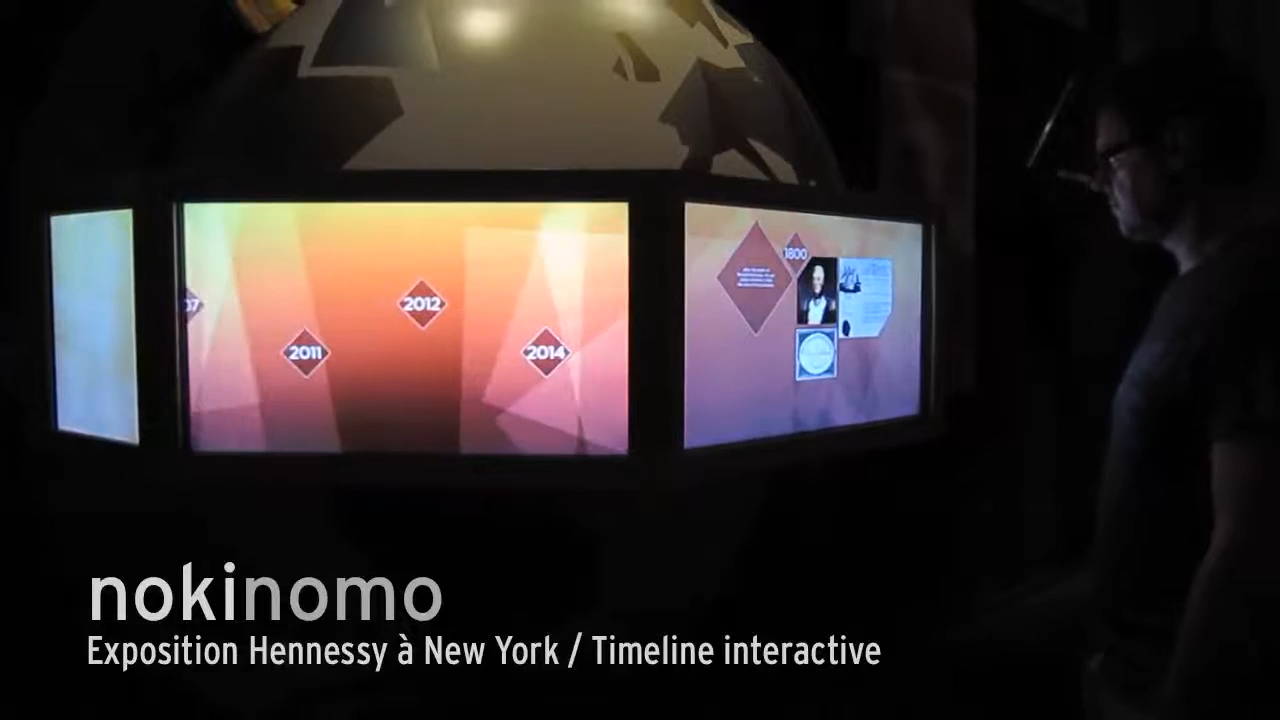 2012
2011
2014
1800
nokinomo
Exposition Hennessy à New York / Timeline interactive